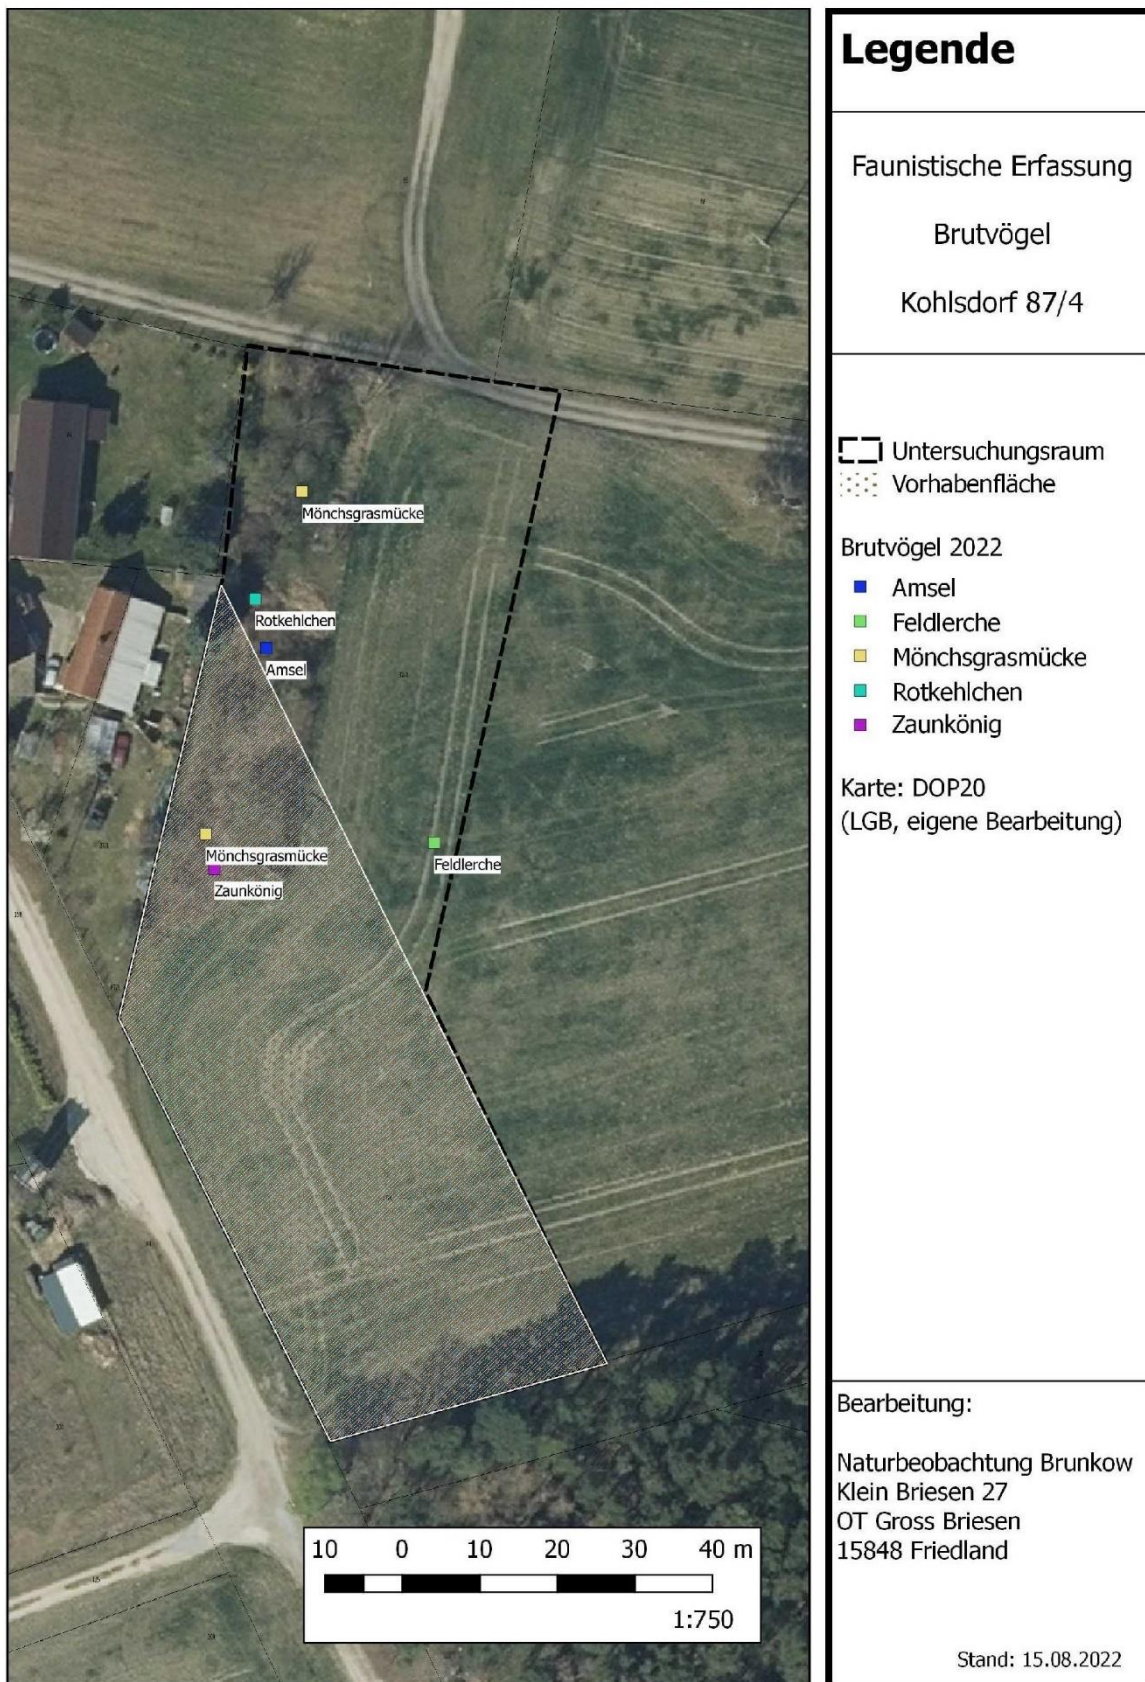 Legende
Faunistische Erfassung
Brutvögel
Kohlsdorf 87/4
Untersuchungsraum
Vorhabenfläche
Brutvögel 2022
Amsel
Feldlerche
Mönchsgrasmücke
Rotkehlchen
Zaunkönig
Karte: DOP20
(LGB, eigene Bearbeitung)
Bearbeitung:
Naturbeobachtung Brunkow
Klein Briesen 27
OT Gross Briesen
15848 Friedland
Stand: 15.08.2022
Mönchsgrasmücke
Rotkehlchen
Amsel
Mönchsgrasmücke
Zaunkönig
Feldlerche
10 0 10 20 30 40 m
1:750